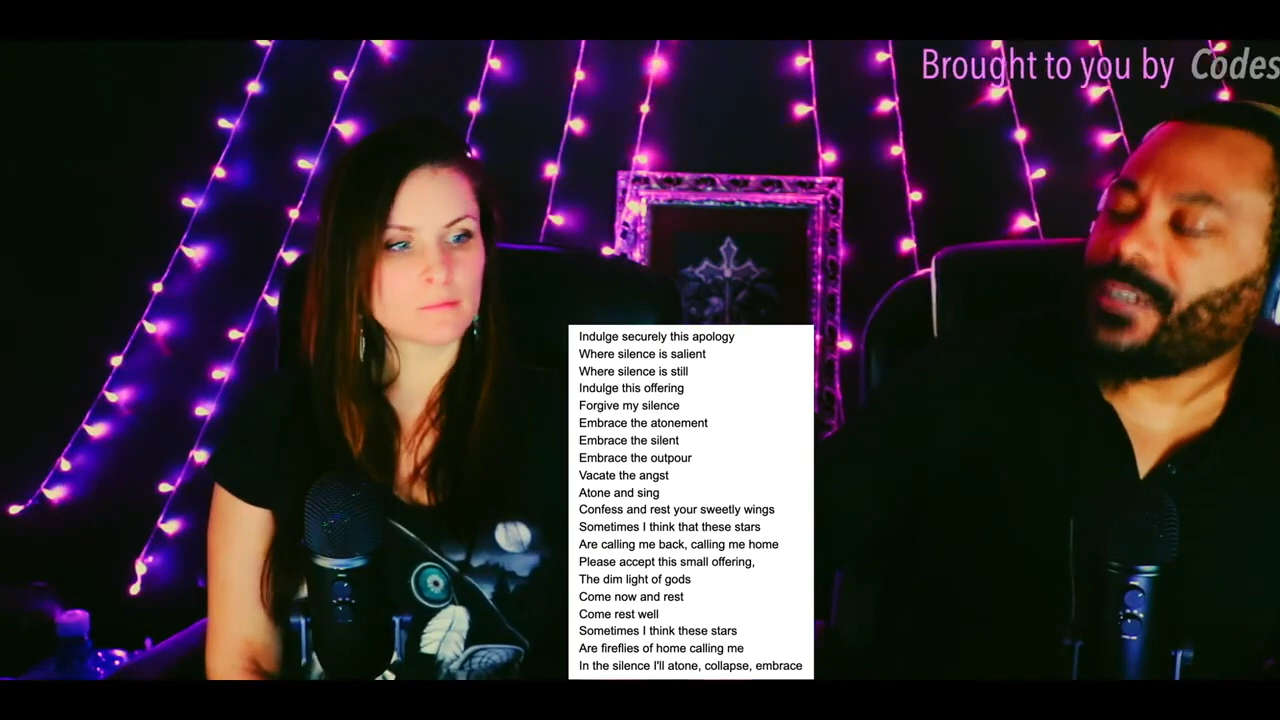 Brought to you by Codes
Indulge securely this apology
Where silence is salient
Where silence is still
Indulge this offering
Forgive my silence
Embrace the atonement
Embrace the silent
Embrace the outpour
Vacate the angst
Atone and sing
Confess and rest your sweetly wings
Sometimes I think that these stars
Are calling me back, calling me home
Please accept this small offering,
The dim light of gods
Come now and rest
Come rest well
Sometimes I think these stars
Are fireflies of home calling me
In the silence I'll atone, collapse, embrace